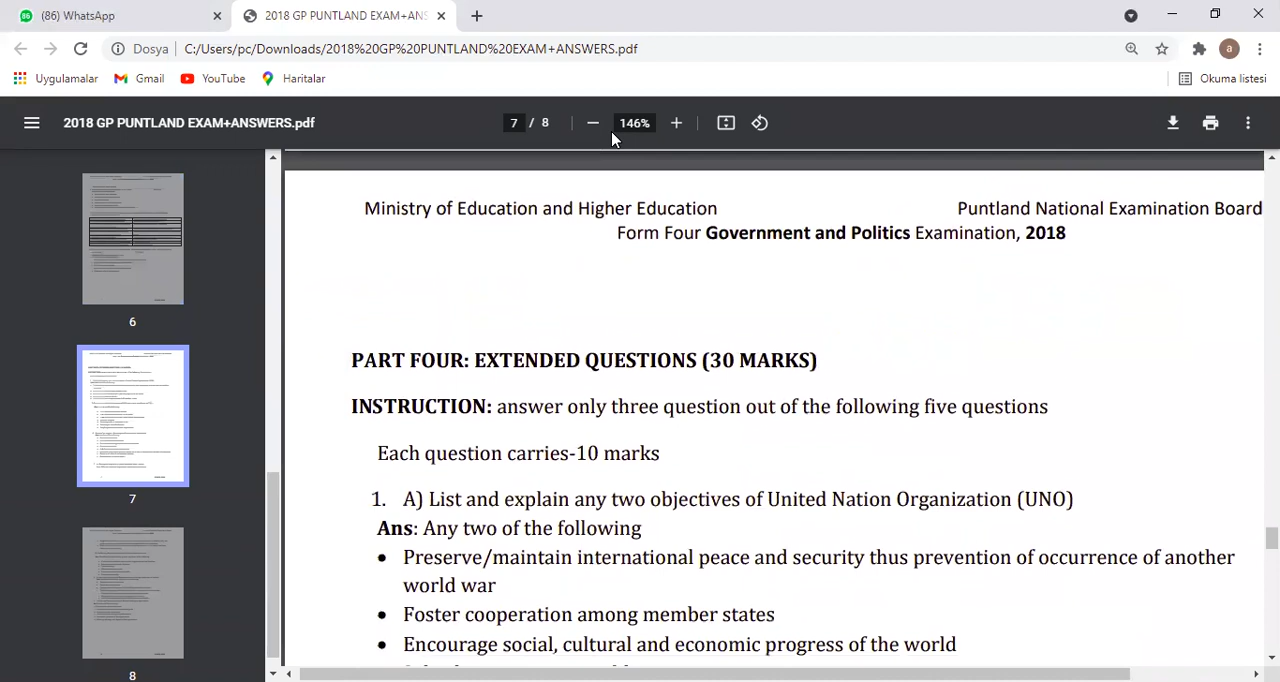 (86) WhatsApp
2018 GP PUNTLAND EXAM+ANS
Dosya
C:/Users/pc/Downloads/2018%20GP%20PUNTLAND%20EXAM+ANSWERS.pdf
a
Uygulamalar
Gmail
YouTube
Haritalar
Okuma listesi
2018 GP PUNTLAND EXAM+ANSWERS.pdf
7 / 8
146%
6
7
8
Ministry of Education and Higher Education Puntland National Examination Board
Form Four Government and Politics Examination, 2018
PART FOUR: EXTENDED QUESTIONS (30 MARKS)
INSTRUCTION: answer only three question out of the following five questions
Each question carries-10 marks
1. A) List and explain any two objectives of United Nation Organization (UNO)
Ans: Any two of the following
• Preserve/maintain international peace and security thus prevention of occurrence of another
world war
• Foster cooperation among member states
• Encourage social, cultural and economic progress of the world